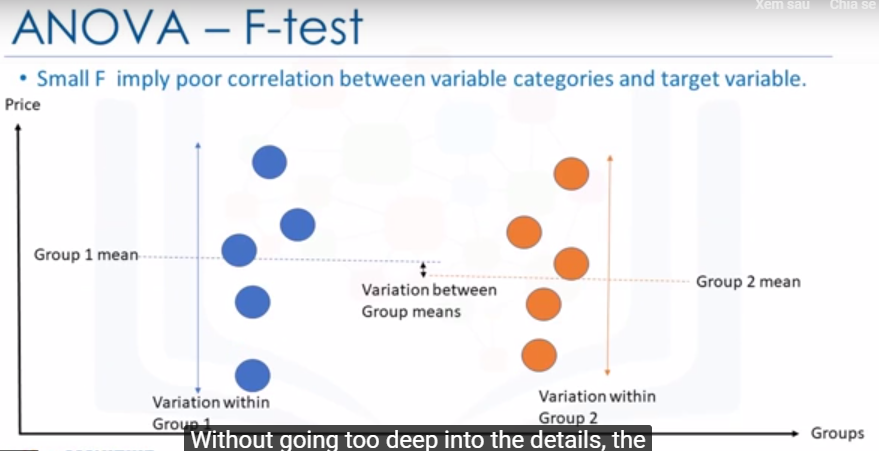 Xem sau Chia sẻ
ANOVA – F-test
• Small F imply poor correlation between variable categories and target variable.
Price
Group 1 mean
Variation between
Group means
Group 2 mean
Variation within
Group 1
Variation within
Group 2
Groups
Without going too deep into the details, the